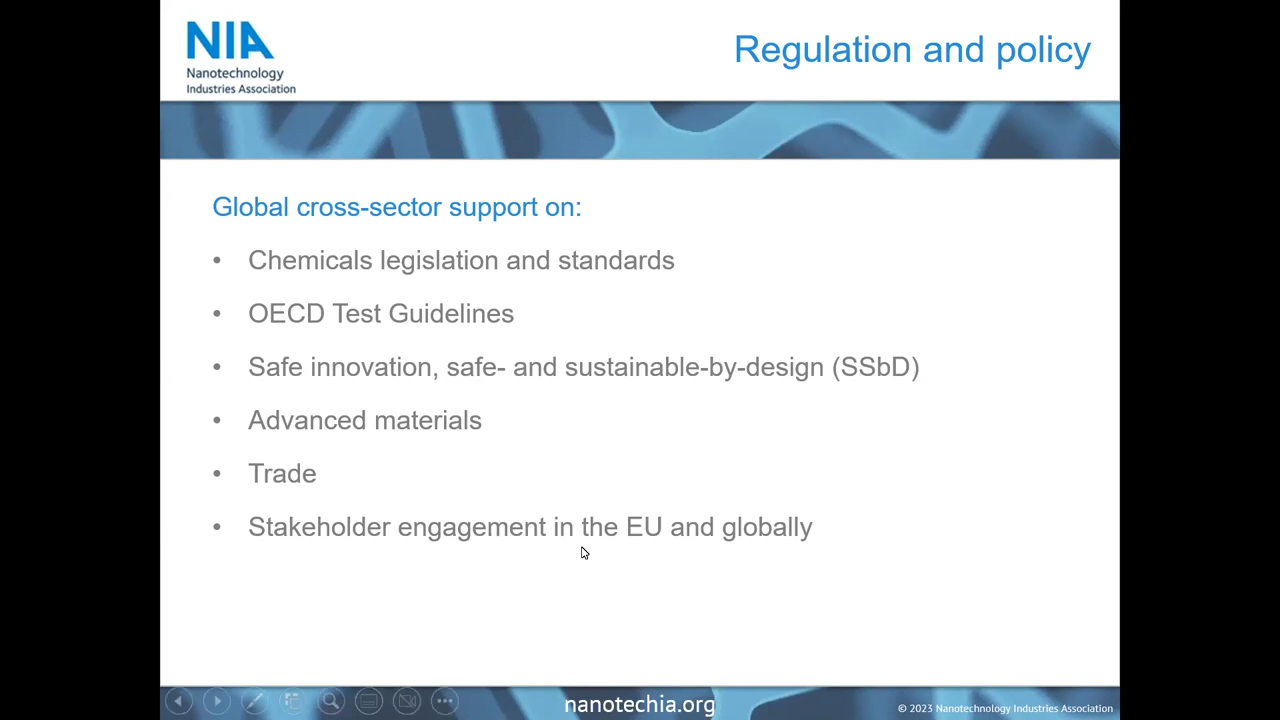 NIA
Nanotechnology
Industries Association
Regulation and policy
Global cross-sector support on:
• Chemicals legislation and standards
• OECD Test Guidelines
• Safe innovation, safe- and sustainable-by-design (SSbD)
• Advanced materials
• Trade
• Stakeholder engagement in the EU and globally
nanotechia.org
© 2023 Nanotechnology Industries Association